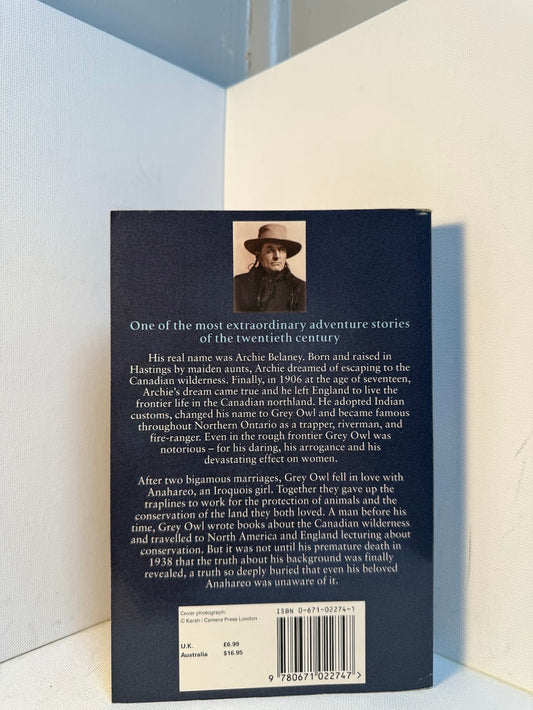 One of the most extraordinary adventure stories
of the twentieth century
His real name was Archie Belaney. Born and raised in
Hastings by maiden aunts, Archie dreamed of escaping to the
Canadian wilderness. Finally, in 1906 at the age of seventeen,
Archie's dream came true and he left England to live the
frontier life in the Canadian northland. He adopted Indian
customs, changed his name to Grey Owl and became famous
throughout Northern Ontario as a trapper, riverman, and
fire-ranger. Even in the rough frontier Grey Owl was
notorious – for his daring, his arrogance and his
devastating effect on women.
After two bigamous marriages, Grey Owl fell in love with
Anahareo, an Iroquois girl. Together they gave up the
traplines to work for the protection of animals and the
conservation of the land they both loved. A man before his
time, Grey Owl wrote books about the Canadian wilderness
and travelled to North America and England lecturing about
conservation. But it was not until his premature death in
1938 that the truth about his background was finally
revealed, a truth so deeply buried that even his beloved
Anahareo was unaware of it.
Cover photograph:
© Karsh / Camera Press London
U.K. £6.99
Australia $16.95
ISBN 0-671-02274-1
9 780671 022747 >